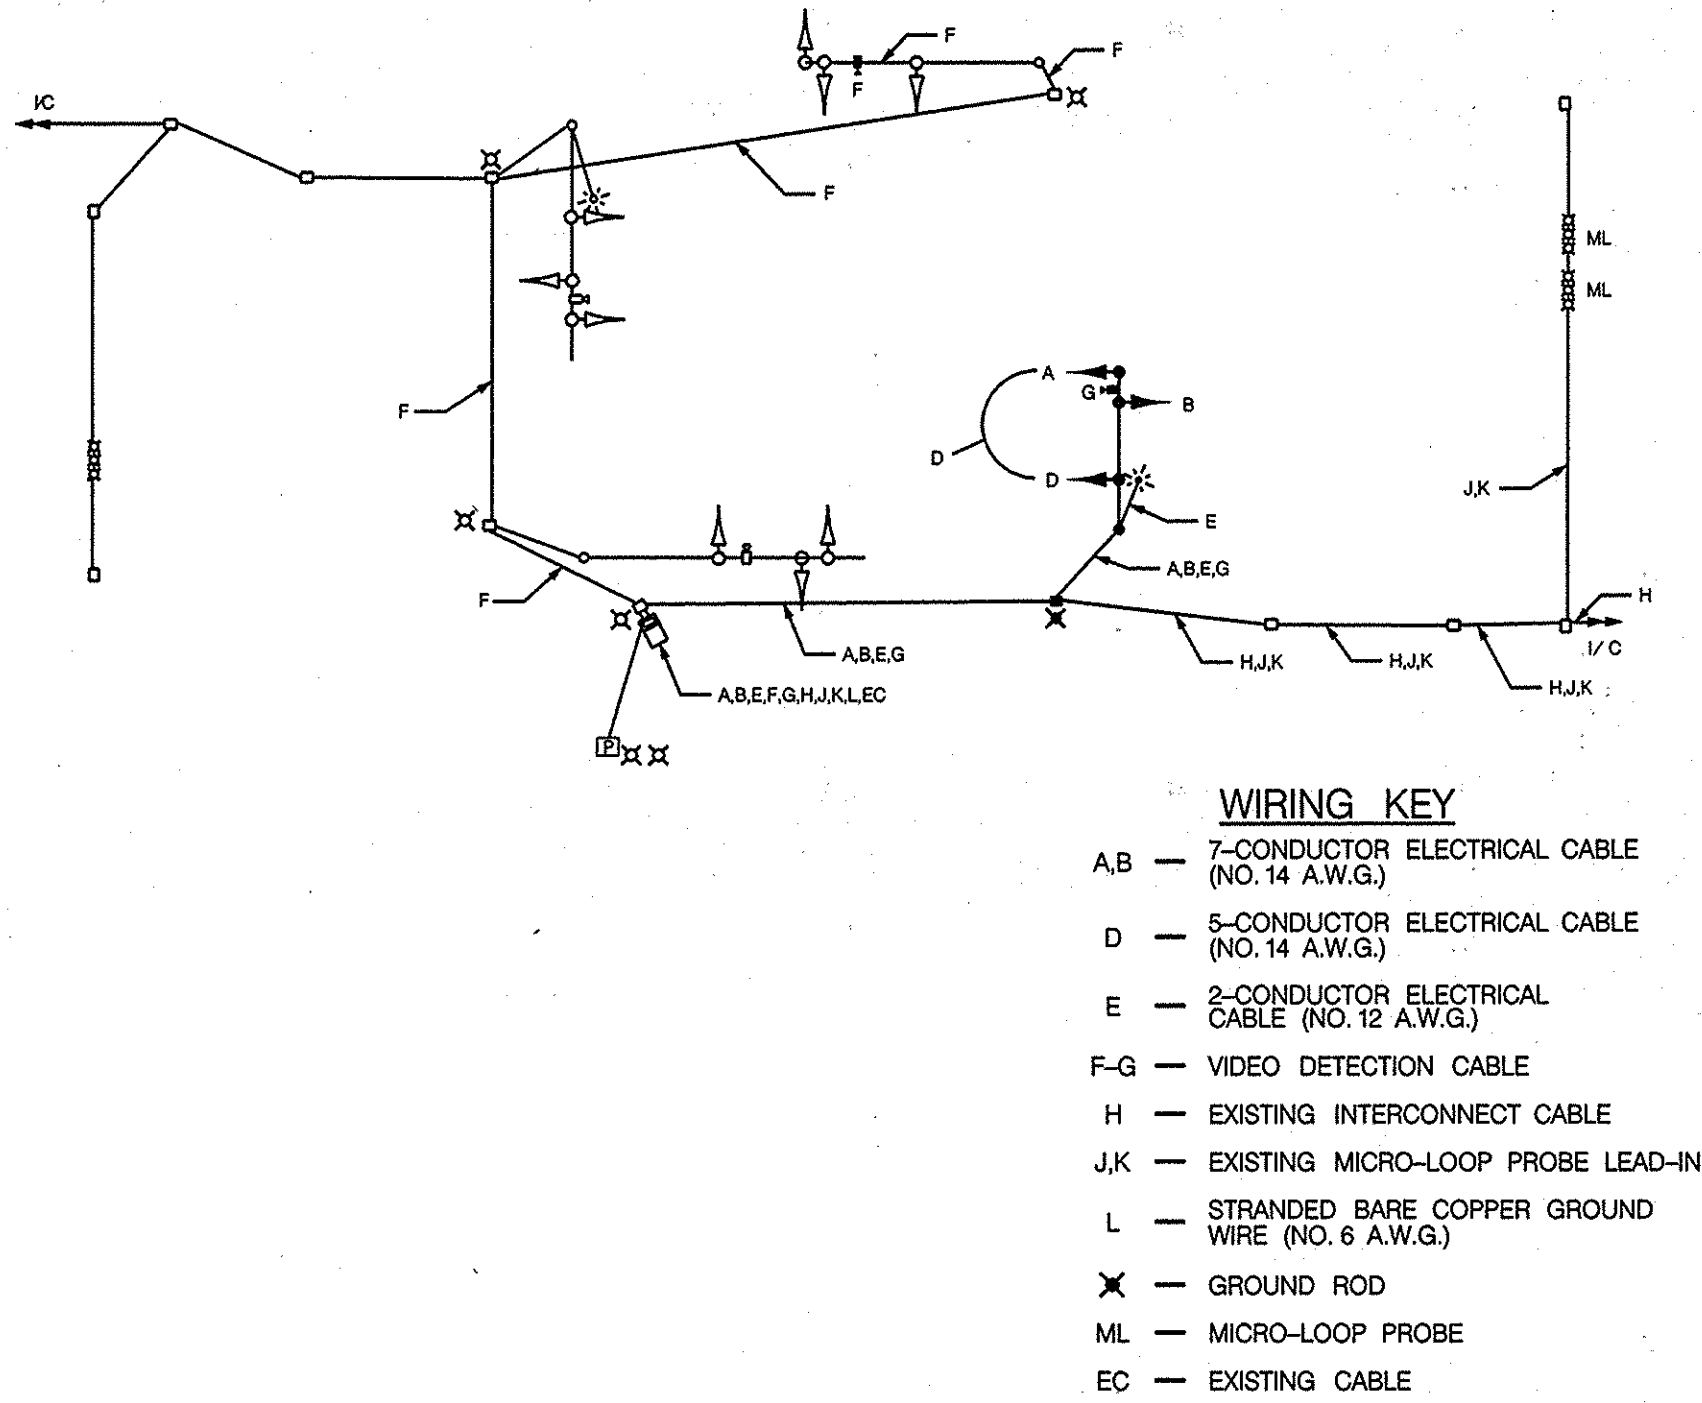 F
F
F
I/C
F
ML
ML
A
G
B
F
D
D
J,K
E
A,B,E,G
F
H
A,B,E,G
H,J,K
H,J,K
I/C
H,J,K
A,B,E,F,G,H,J,K,L,EC
P
WIRING KEY
A,B — 7-CONDUCTOR ELECTRICAL CABLE
(NO. 14 A.W.G.)
D — 5-CONDUCTOR ELECTRICAL CABLE
(NO. 14 A.W.G.)
E — 2-CONDUCTOR ELECTRICAL
CABLE (NO. 12 A.W.G.)
F-G — VIDEO DETECTION CABLE
H — EXISTING INTERCONNECT CABLE
J,K — EXISTING MICRO-LOOP PROBE LEAD-IN
L — STRANDED BARE COPPER GROUND
WIRE (NO. 6 A.W.G.)
— GROUND ROD
ML — MICRO-LOOP PROBE
EC — EXISTING CABLE